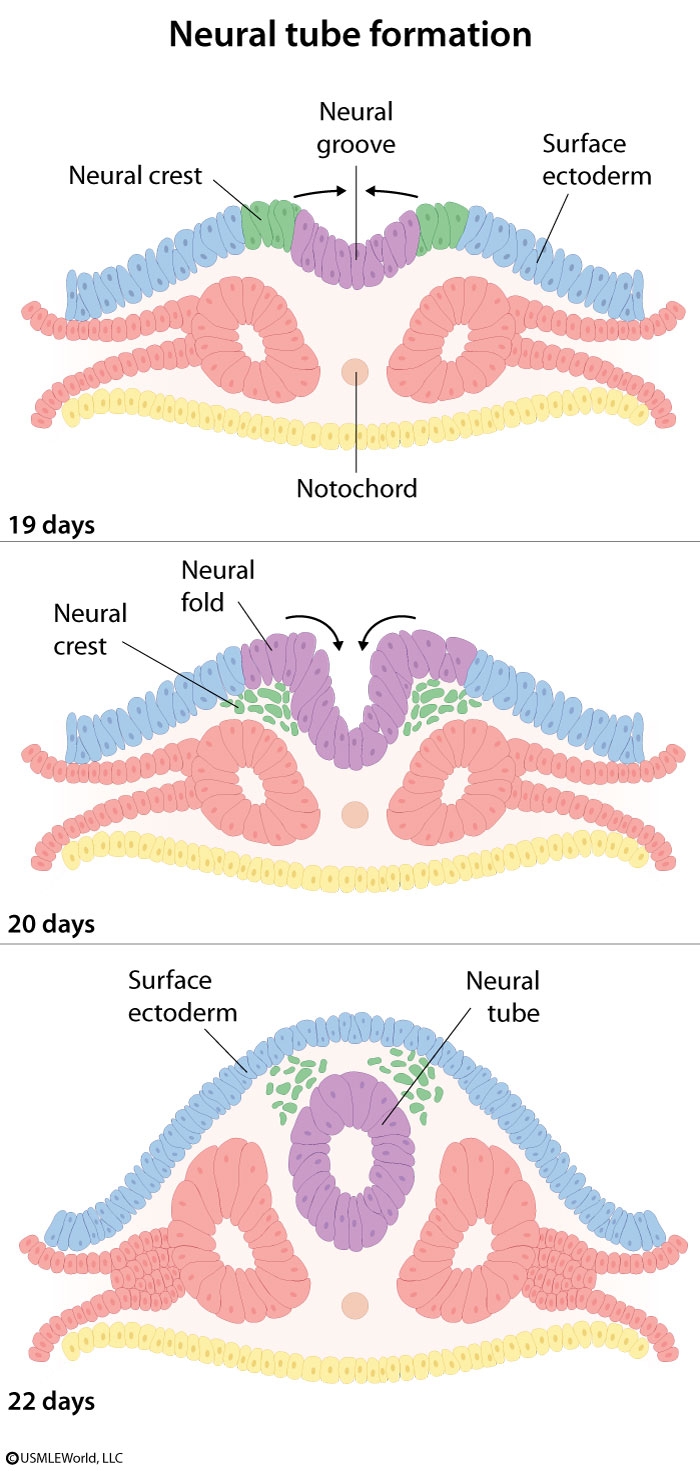 Neural tube formation
Neural
groove
Surface
ectoderm
Neural crest
Notochord
19 days
Neural
fold
Neural
crest
20 days
Surface
ectoderm
Neural
tube
22 days
©USMLEWorld, LLC